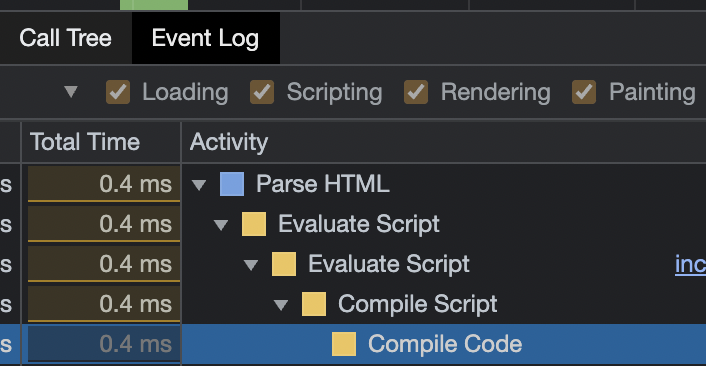 Call Tree Event Log
Loading Scripting Rendering Painting
Total Time Activity
s 0.4 ms Parse HTML
s 0.4 ms Evaluate Script
s 0.4 ms Evaluate Script inc
s 0.4 ms Compile Script
s 0.4 ms Compile Code